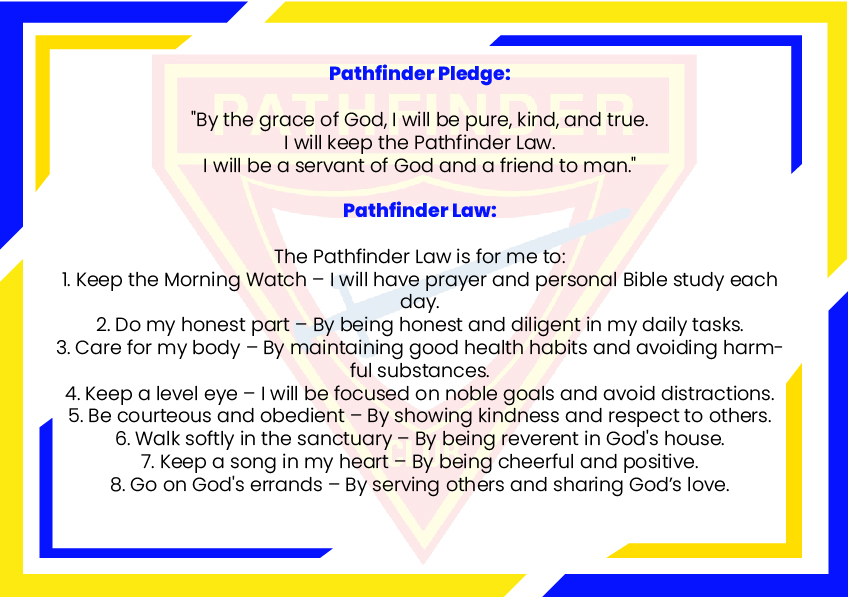 Pathfinder Pledge:
PATHFINDER
"By the grace of God, I will be pure, kind, and true.
I will keep the Pathfinder Law.
I will be a servant of God and a friend to man."
Pathfinder Law:
The Pathfinder Law is for me to:
1. Keep the Morning Watch – I will have prayer and personal Bible study each
day.
2. Do my honest part – By being honest and diligent in my daily tasks.
3. Care for my body – By maintaining good health habits and avoiding harm-
ful substances.
4. Keep a level eye – I will be focused on noble goals and avoid distractions.
5. Be courteous and obedient – By showing kindness and respect to others.
6. Walk softly in the sanctuary – By being reverent in God's house.
7. Keep a song in my heart – By being cheerful and positive.
8. Go on God's errands – By serving others and sharing God’s love.